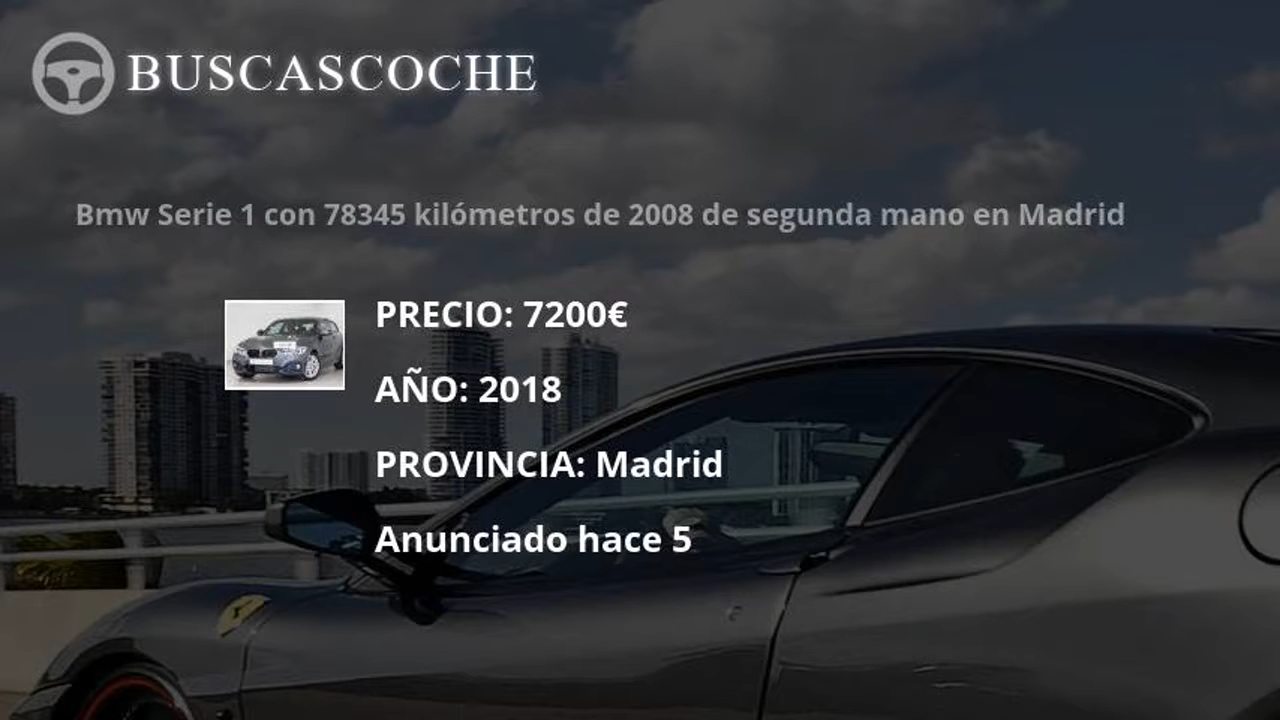 BUSCASCOCHE
Bmw Serie 1 con 78345 kilómetros de 2008 de segunda mano en Madrid
PRECIO: 7200€
AÑO: 2018
PROVINCIA: Madrid
Anunciado hace 5